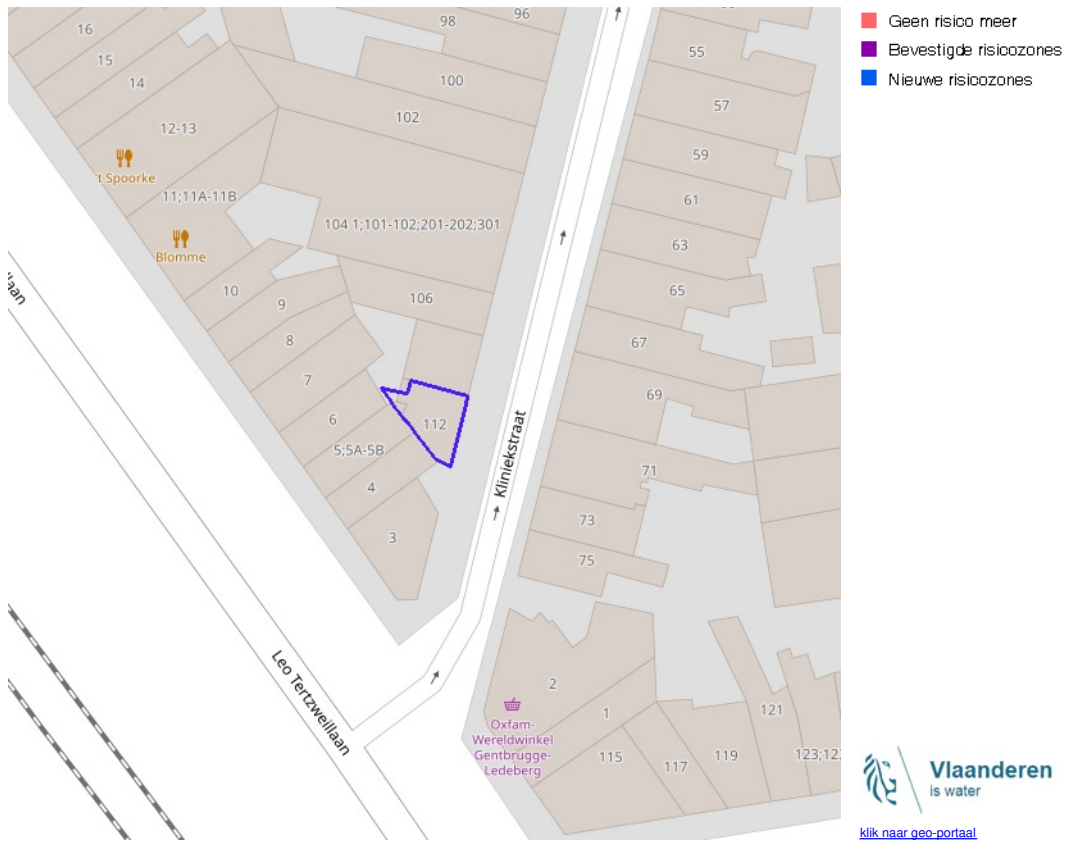 98
96
16
15
14
12-13
't Spoorke
11;11A-11B
Blomme
10
9
8
7
6
5;5A-5B
4
3
100
102
104 1;101-102;201-202;301
106
112
55
57
59
61
63
65
67
69
71
73
75
Kliniekstraat
Leo Tertzweillaan
2
1
Oxfam-
Wereldwinkel
Gentbrugge-
Ledeberg
115
117
119
121
Geen risico meer
Bevestigde risicozones
Nieuwe risicozones
Vlaanderen
is water
klik naar geo-portaal